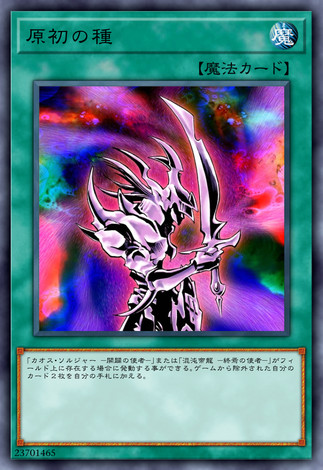 原初の種
魔
【魔法カード】
「カオス・ソルジャー －開闢の使者－」または「混沌帝龍 －終焉の使者－」がフィ
ールド上に存在する場合に発動する事ができる。ゲームから除外された自分の
カード２枚を自分の手札に加える。
23701465